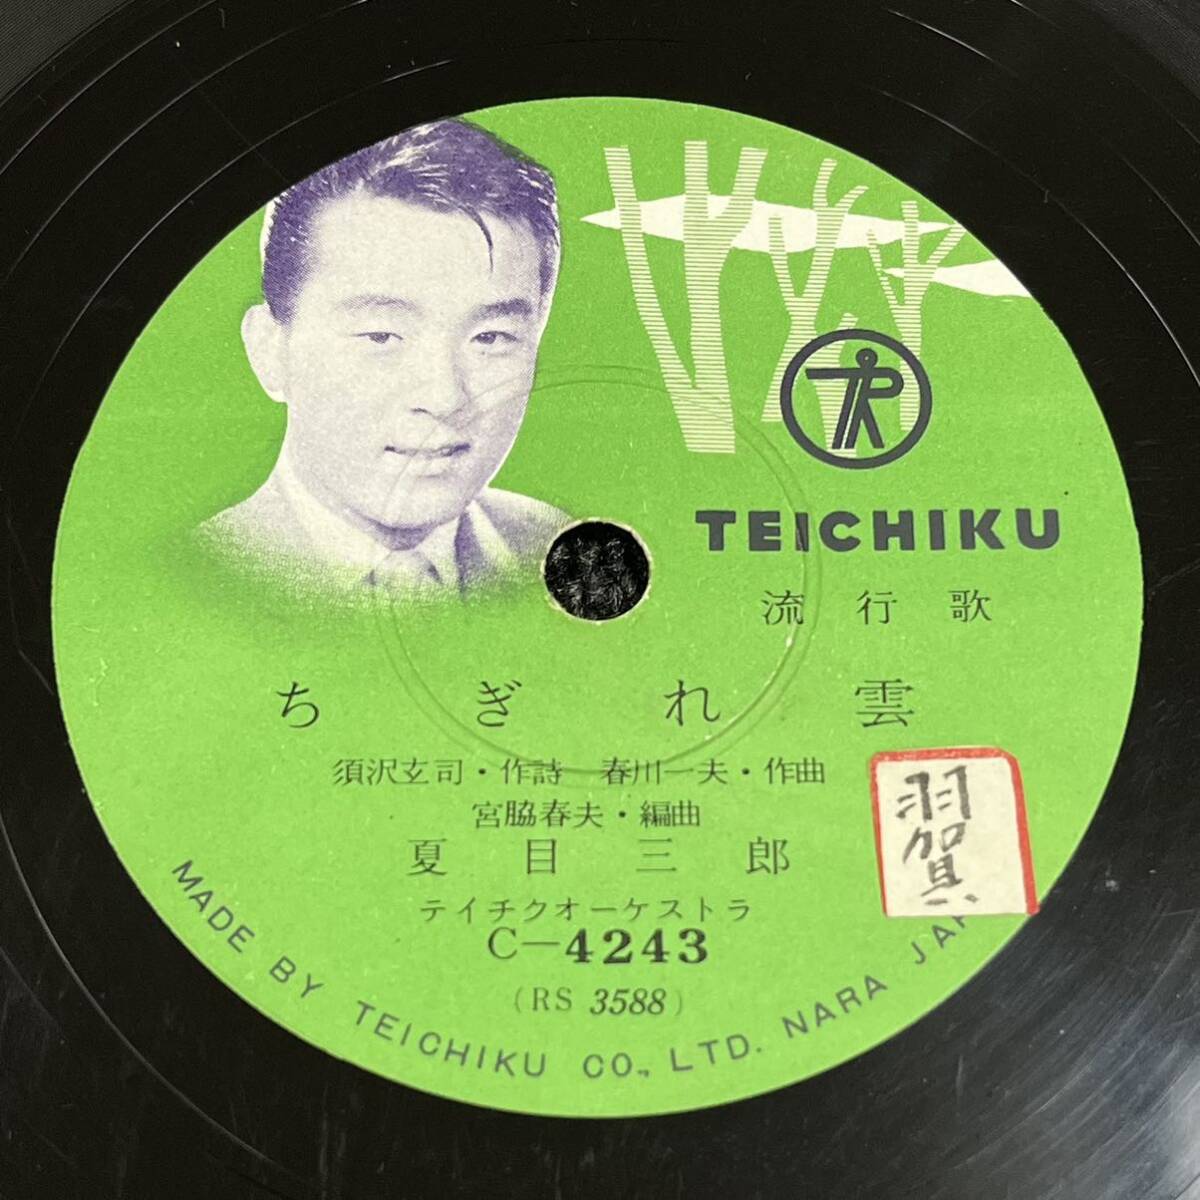 TEICHIKU
流行歌
ちぎれ雲
須沢玄司・作詩 春川一夫・作曲
宮脇春夫・編曲
夏目三郎
テイチクオーケストラ
C-4243
(RS 3588)
羽賀
MADE BY TEICHIKU CO., LTD. NARA JAP